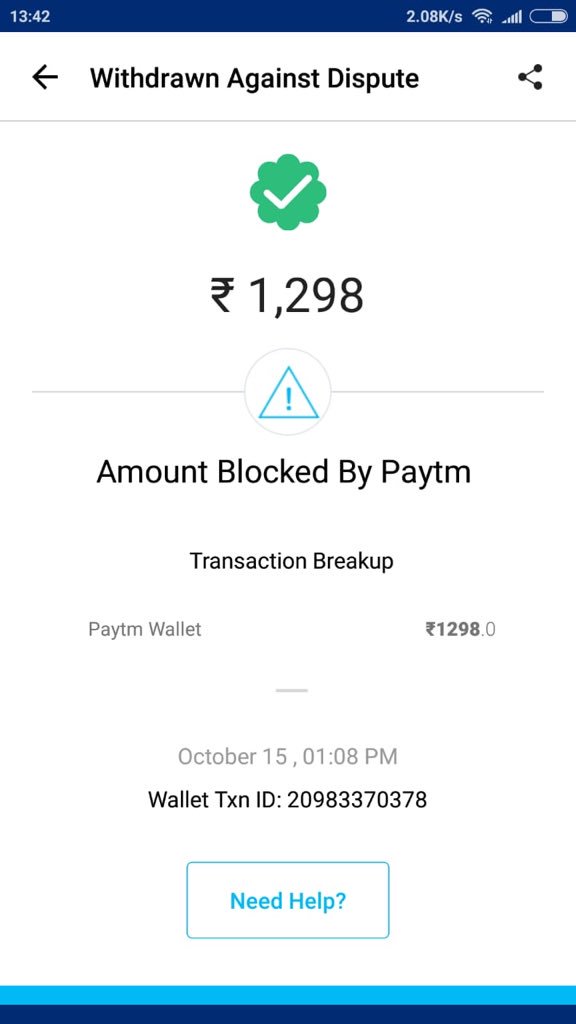 13:42 2.08K/s
Withdrawn Against Dispute
₹ 1,298
!
Amount Blocked By Paytm
Transaction Breakup
Paytm Wallet ₹1298.0
October 15 , 01:08 PM
Wallet Txn ID: 20983370378
Need Help?